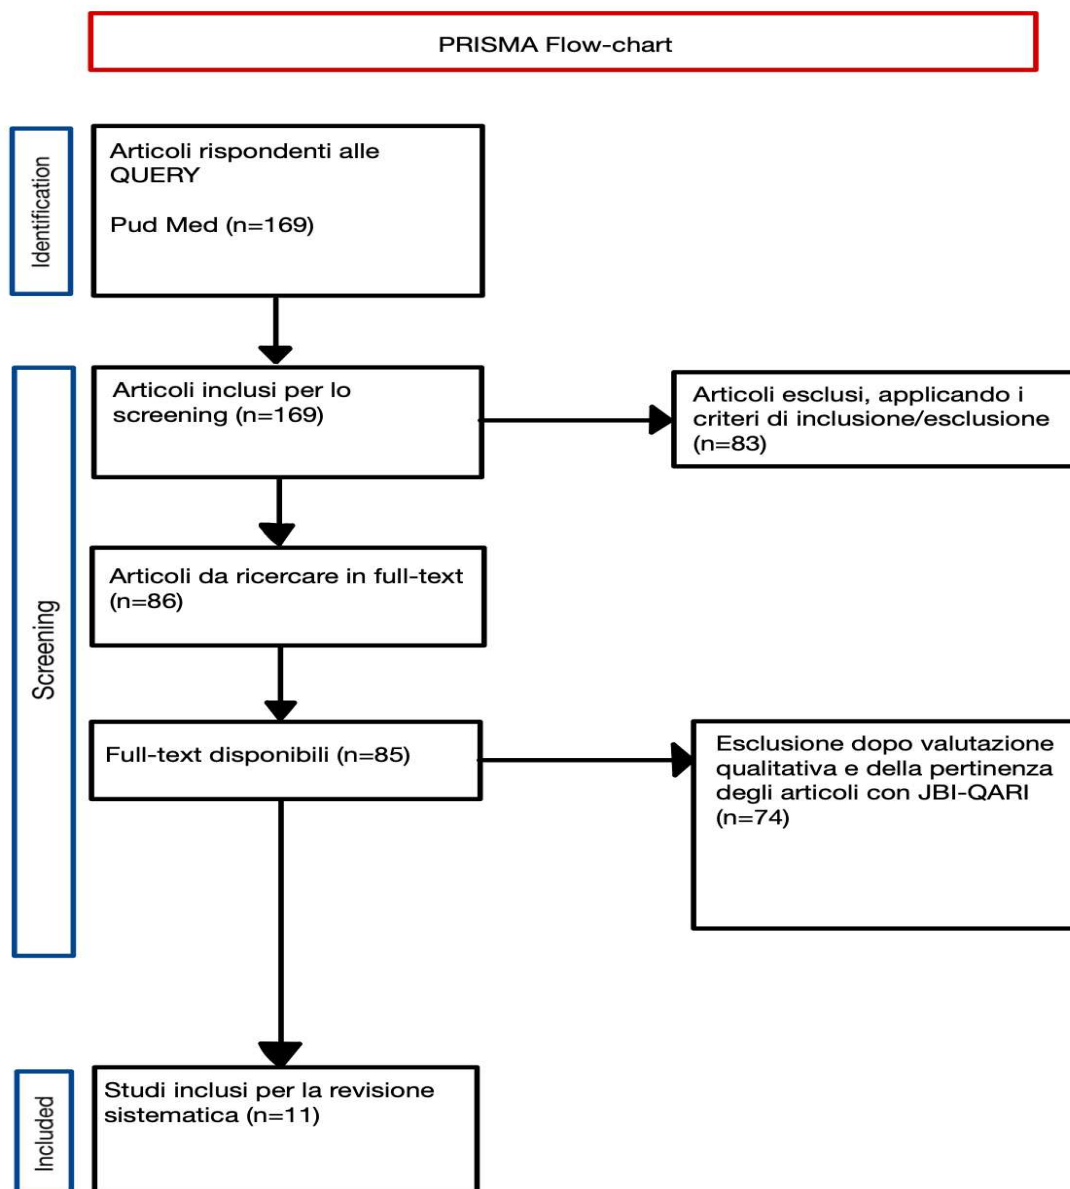 PRISMA Flow-chart
Identification
Articoli rispondenti alle
QUERY
Pud Med (n=169)
Screening
Articoli inclusi per lo
screening (n=169)
Articoli esclusi, applicando i
criteri di inclusione/esclusione
(n=83)
Articoli da ricercare in full-text
(n=86)
Full-text disponibili (n=85)
Esclusione dopo valutazione
qualitativa e della pertinenza
degli articoli con JBI-QARI
(n=74)
Included
Studi inclusi per la revisione
sistematica (n=11)